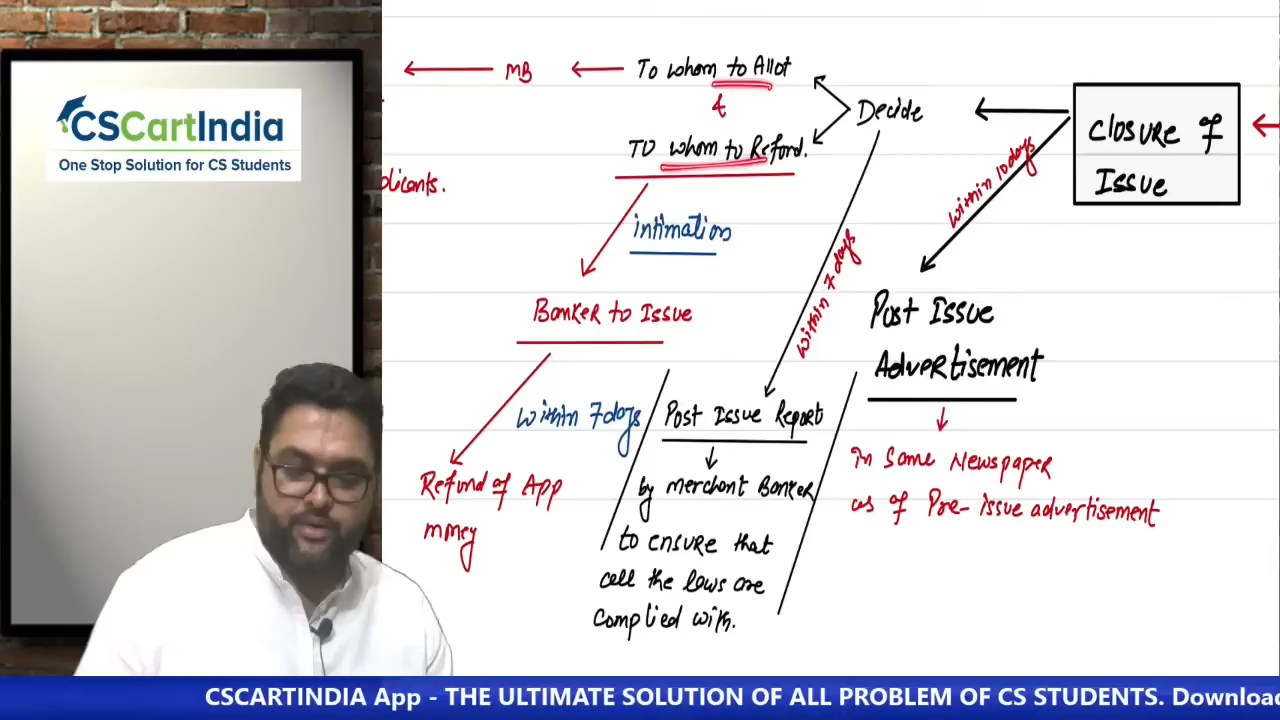 CSCartIndia
One Stop Solution for CS Students
MB
To whom to Allot
&
TO whom to Refund.
Decide
Closure of
Issue
within 10 days
within 7 days
intimation
Banker to Issue
within 7 days
Refund of App
money
Post Issue Report
by merchant Banker
to ensure that
all the laws are
complied with.
Post Issue
Advertisement
in Same Newspaper
as of Pre-issue advertisement
licants.
CSCARTINDIA App - THE ULTIMATE SOLUTION OF ALL PROBLEM OF CS STUDENTS. Download